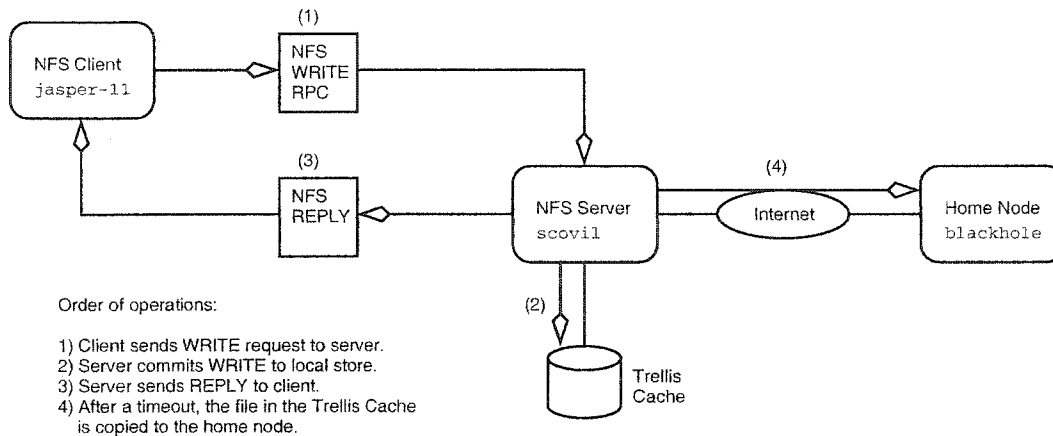 (1)
NFS Client
jasper-11
NFS
WRITE
RPC
(3)
NFS
REPLY
NFS Server
scovil
(4)
Internet
Home Node
blackhole
(2)
Trellis
Cache
Order of operations:
1) Client sends WRITE request to server.
2) Server commits WRITE to local store.
3) Server sends REPLY to client.
4) After a timeout, the file in the Trellis Cache
is copied to the home node.